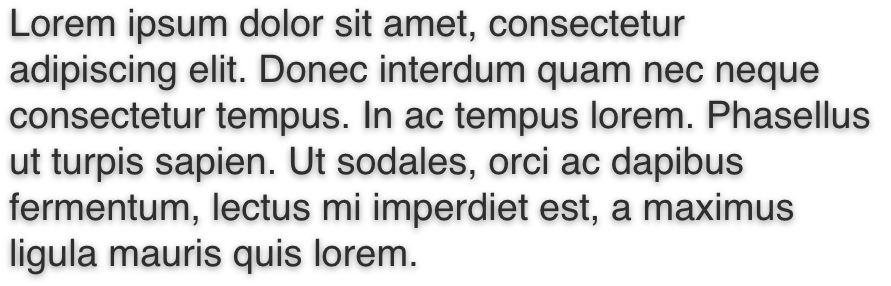 Lorem ipsum dolor sit amet, consectetur
adipiscing elit. Donec interdum quam nec neque
consectetur tempus. In ac tempus lorem. Phasellus
ut turpis sapien. Ut sodales, orci ac dapibus
fermentum, lectus mi imperdiet est, a maximus
ligula mauris quis lorem.